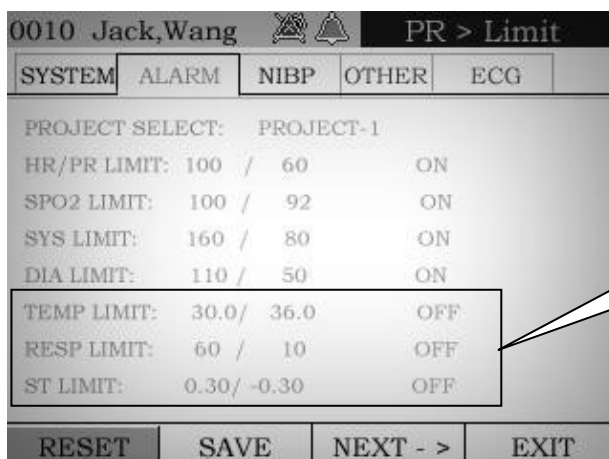 0010 Jack,Wang PR > Limit
SYSTEM ALARM NIBP OTHER ECG
PROJECT SELECT: PROJECT-1
HR/PR LIMIT: 100 / 60 ON
SPO2 LIMIT: 100 / 92 ON
SYS LIMIT: 160 / 80 ON
DIA LIMIT: 110 / 50 ON
TEMP LIMIT: 30.0/ 36.0 OFF
RESP LIMIT: 60 / 10 OFF
ST LIMIT: 0.30/ -0.30 OFF
RESET SAVE NEXT - > EXIT